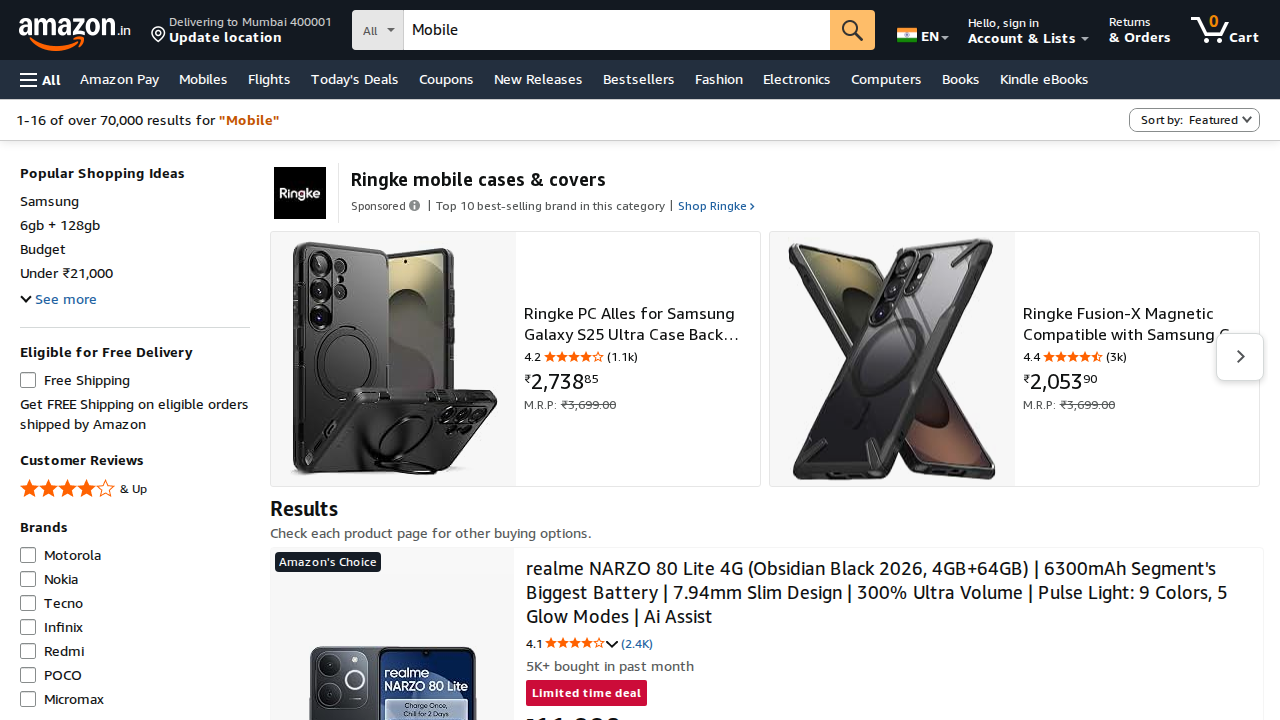 amazon.in
Delivering to Mumbai 400001
Update location
All
Mobile
EN
Hello, sign in
Account & Lists
Returns
& Orders
0
Cart
All
Amazon Pay
Mobiles
Flights
Today's Deals
Coupons
New Releases
Bestsellers
Fashion
Electronics
Computers
Books
Kindle eBooks
1-16 of over 70,000 results for "Mobile"
Sort by: Featured
Popular Shopping Ideas
Samsung
6gb + 128gb
Budget
Under ₹21,000
See more
Eligible for Free Delivery
Free Shipping
Get FREE Shipping on eligible orders
shipped by Amazon
Customer Reviews
& Up
Brands
Motorola
Nokia
Tecno
Infinix
Redmi
POCO
Micromax
Ringke
Ringke mobile cases & covers
Sponsored | Top 10 best-selling brand in this category | Shop Ringke
Ringke PC Alles for Samsung
Galaxy S25 Ultra Case Back…
4.2 (1.1k)
₹2,738 85
M.R.P: ₹3,699.00
Ringke Fusion-X Magnetic
Compatible with Samsung
4.4 (3k)
₹2,053 90
M.R.P: ₹3,699.00
Results
Check each product page for other buying options.
Amazon's Choice
realme
NARZO 80 Lite
Charge Once,
Chill for 2 Days
realme NARZO 80 Lite 4G (Obsidian Black 2026, 4GB+64GB) | 6300mAh Segment's
Biggest Battery | 7.94mm Slim Design | 300% Ultra Volume | Pulse Light: 9 Colors, 5
Glow Modes | Ai Assist
4.1 (2.4K)
5K+ bought in past month
Limited time deal